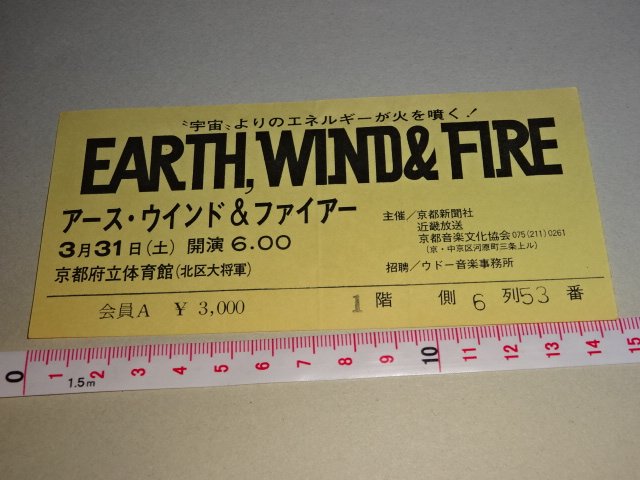 〝宇宙〟よりのエネルギーが火を噴く！
EARTH, WIND & FIRE
アース・ウインド＆ファイアー
3月31日(土) 開演6.00
京都府立体育館(北区大将軍)
主催／京都新聞社
近畿放送
京都音楽文化協会075(211)0261
(京・中京区河原町三条上ル)
招聘／ウドー音楽事務所
会員A ￥3,000
1階 側 6列53番
0 1 2 3 4 5 6 7 8 9 10 11 12 13 14 15
1.5m